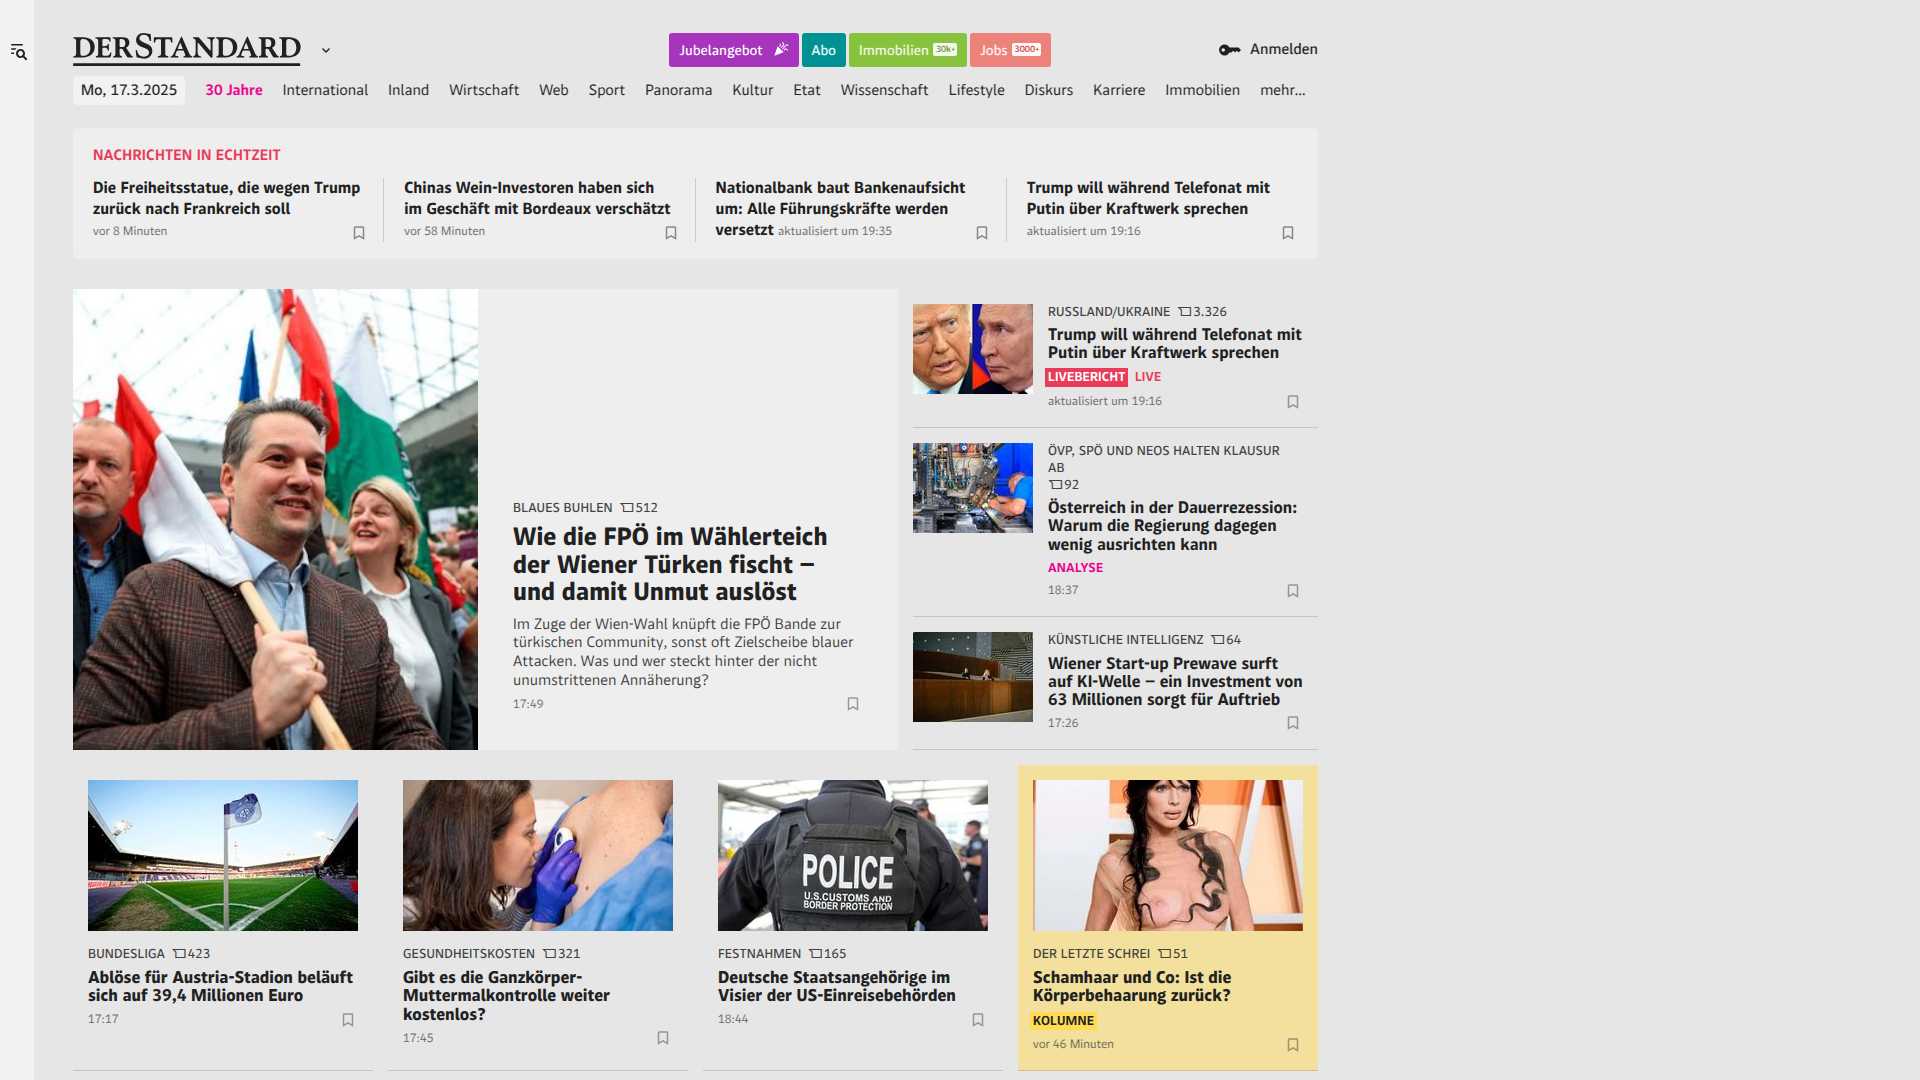 DERSTANDARD
Jubelangebot
Abo
Immobilien 30k+
Jobs 3000+
Anmelden
Mo, 17.3.2025
30 Jahre
International
Inland
Wirtschaft
Web
Sport
Panorama
Kultur
Etat
Wissenschaft
Lifestyle
Diskurs
Karriere
Immobilien
mehr...
NACHRICHTEN IN ECHTZEIT
Die Freiheitsstatue, die wegen Trump
zurück nach Frankreich soll
vor 8 Minuten
Chinas Wein-Investoren haben sich
im Geschäft mit Bordeaux verschätzt
vor 58 Minuten
Nationalbank baut Bankenaufsicht
um: Alle Führungskräfte werden
versetzt aktualisiert um 19:35
Trump will während Telefonat mit
Putin über Kraftwerk sprechen
aktualisiert um 19:16
BLAUES BUHLEN 512
Wie die FPÖ im Wählerteich
der Wiener Türken fischt –
und damit Unmut auslöst
Im Zuge der Wien-Wahl knüpft die FPÖ Bande zur
türkischen Community, sonst oft Zielscheibe blauer
Attacken. Was und wer steckt hinter der nicht
unumstrittenen Annäherung?
17:49
RUSSLAND/UKRAINE 3.326
Trump will während Telefonat mit
Putin über Kraftwerk sprechen
LIVEBERICHT LIVE
aktualisiert um 19:16
ÖVP, SPÖ UND NEOS HALTEN KLAUSUR
AB
92
Österreich in der Dauerrezession:
Warum die Regierung dagegen
wenig ausrichten kann
ANALYSE
18:37
KÜNSTLICHE INTELLIGENZ 64
Wiener Start-up Prewave surft
auf KI-Welle – ein Investment von
63 Millionen sorgt für Auftrieb
17:26
BUNDESLIGA 423
Ablöse für Austria-Stadion beläuft
sich auf 39,4 Millionen Euro
17:17
GESUNDHEITSKOSTEN 321
Gibt es die Ganzkörper-
Muttermalkontrolle weiter
kostenlos?
17:45
POLICE
U.S. CUSTOMS AND
BORDER PROTECTION
FESTNAHMEN 165
Deutsche Staatsangehörige im
Visier der US-Einreisebehörden
18:44
DER LETZTE SCHREI 51
Schamhaar und Co: Ist die
Körperbehaarung zurück?
KOLUMNE
vor 46 Minuten